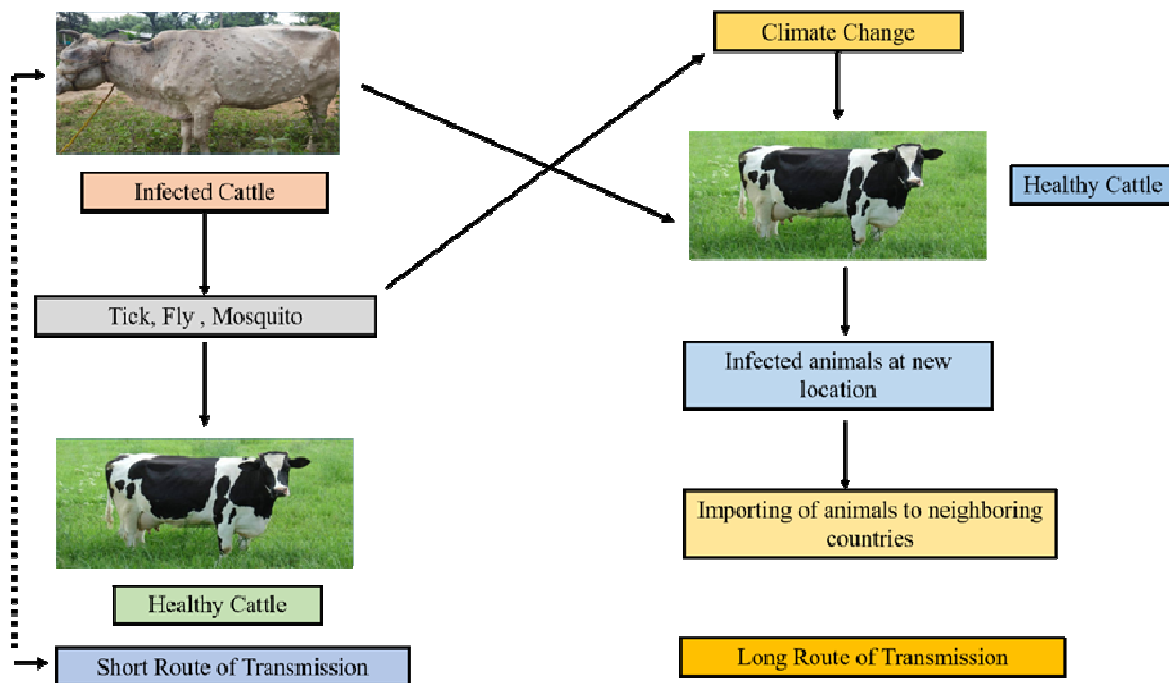 Climate Change
Infected Cattle
Healthy Cattle
Tick, Fly , Mosquito
Infected animals at new
location
Importing of animals to neighboring
countries
Healthy Cattle
Short Route of Transmission
Long Route of Transmission